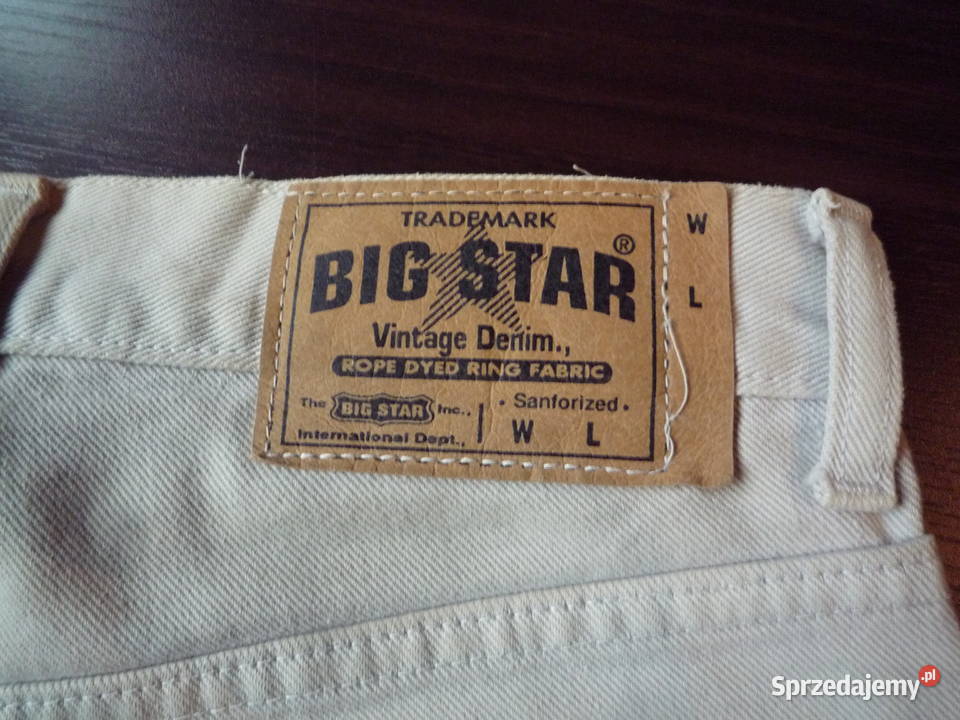 TRADEMARK
BIG STAR®
Vintage Denim.,
ROPE DYED RING FABRIC
The BIG STAR Inc.,
International Dept.,
• Sanforized •
W L
W
L
Sprzedajemy.pl